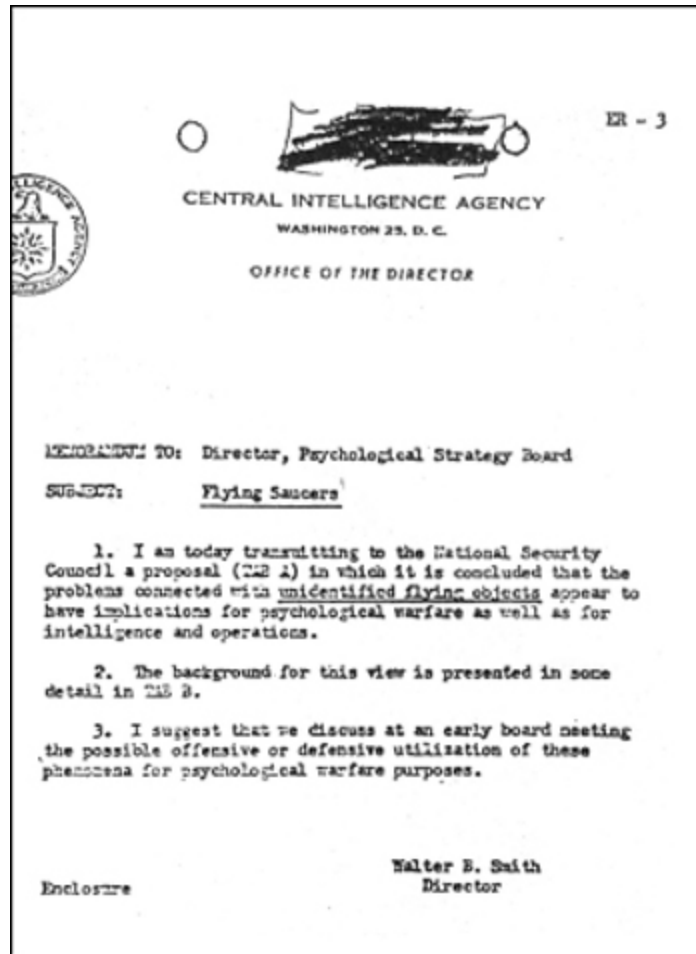 ER - 3
CENTRAL INTELLIGENCE AGENCY
WASHINGTON 25, D. C.
OFFICE OF THE DIRECTOR
MEMORANDUM TO: Director, Psychological Strategy Board
SUBJECT: Flying Saucers
1. I am today transmitting to the National Security
Council a proposal (TAB A) in which it is concluded that the
problems connected with unidentified flying objects appear to
have implications for psychological warfare as well as for
intelligence and operations.
2. The background for this view is presented in some
detail in TAB B.
3. I suggest that we discuss at an early board meeting
the possible offensive or defensive utilization of these
phenomena for psychological warfare purposes.
Walter B. Smith
Director
Enclosure